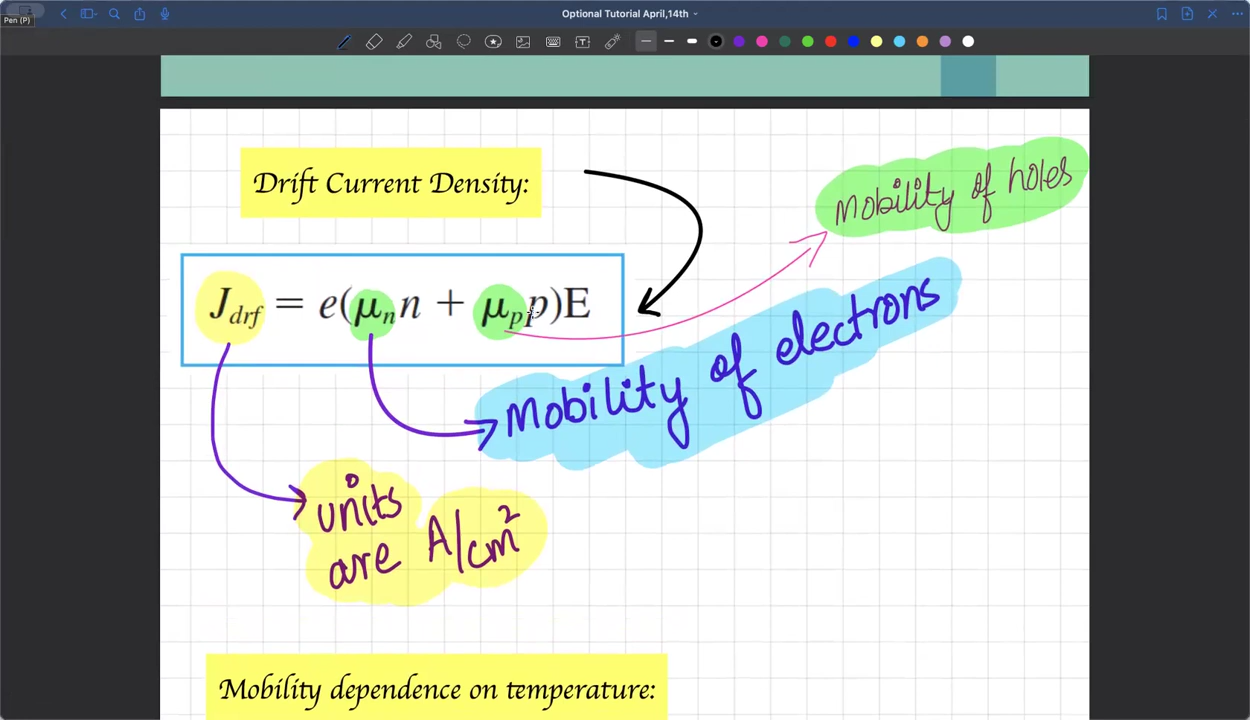 Optional Tutorial April,14th
Pen (P)
Drift Current Density:
mobility of holes
J_drf = e(μ_n n + μ_p p)E
Mobility of electrons
units
are A/cm²
Mobility dependence on temperature: